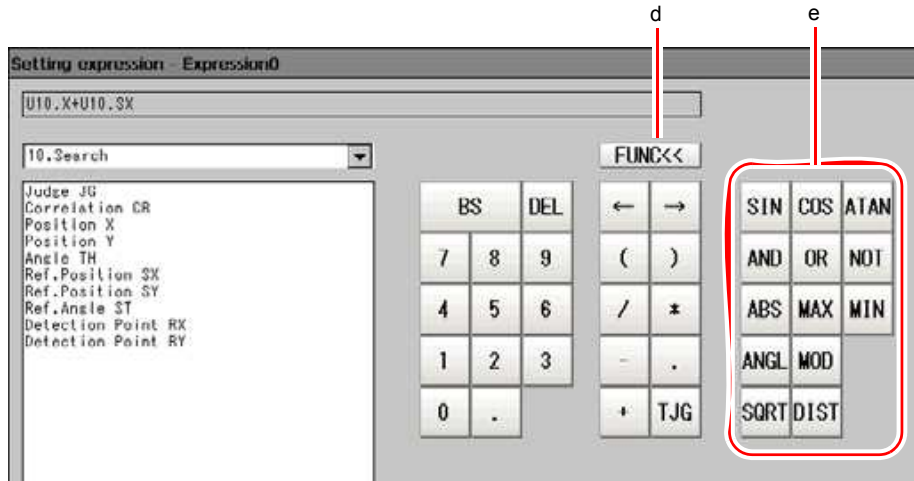 d e
Setting expression - Expression0
U10.X+U10.SX
10.Search
FUNC<<
Judge JG
Correlation CR
Position X
Position Y
Angle TH
Ref.Position SX
Ref.Position SY
Ref.Angle ST
Detection Point RX
Detection Point RY
BS DEL ← → SIN COS ATAN
7 8 9 ( ) AND OR NOT
4 5 6 / * ABS MAX MIN
1 2 3 - . ANGL MOD
0 . + TJG SQRT DIST